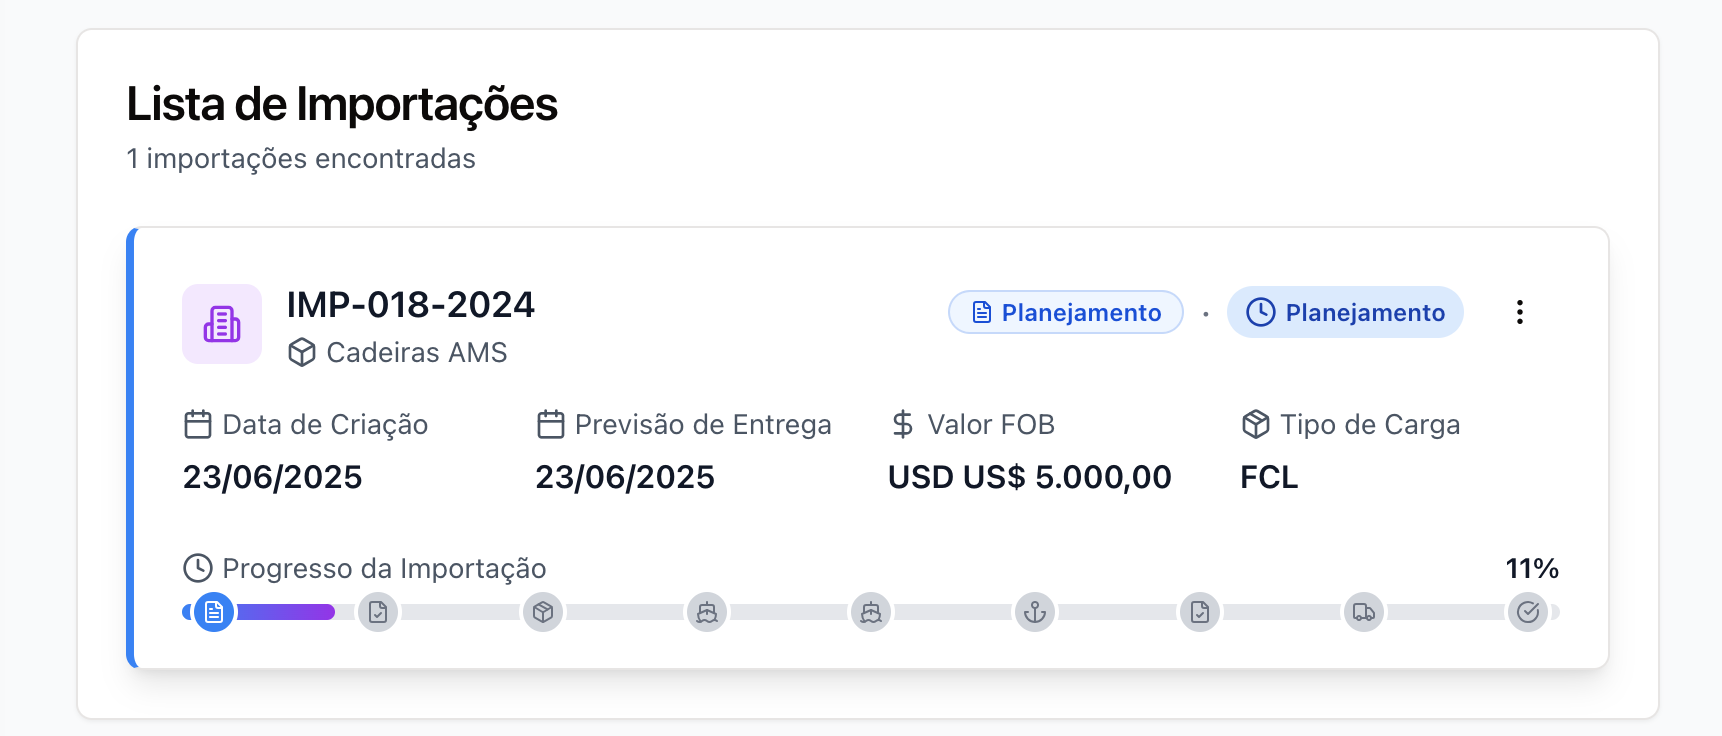 Lista de Importações
1 importações encontradas
IMP-018-2024
Planejamento · Planejamento
Cadeiras AMS
Data de Criação
23/06/2025
Previsão de Entrega
23/06/2025
Valor FOB
USD US$ 5.000,00
Tipo de Carga
FCL
Progresso da Importação
11%